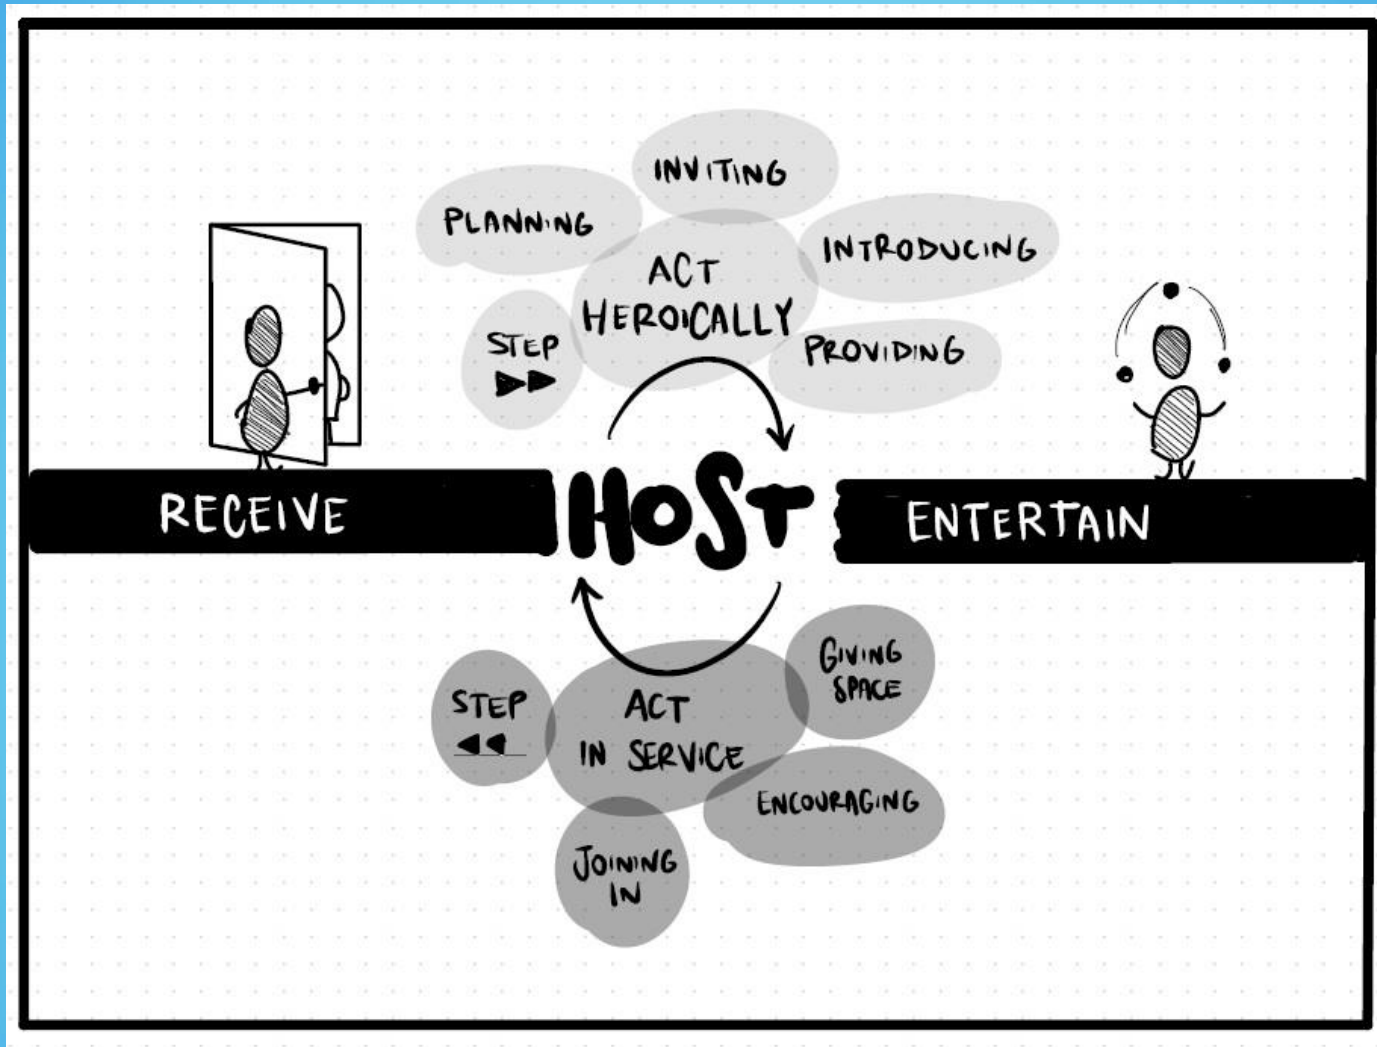 INVITING
PLANNING
INTRODUCING
ACT
HEROICALLY
STEP
PROVIDING
RECEIVE
HOST
ENTERTAIN
GIVING
SPACE
STEP
ACT
IN SERVICE
ENCOURAGING
JOINING
IN